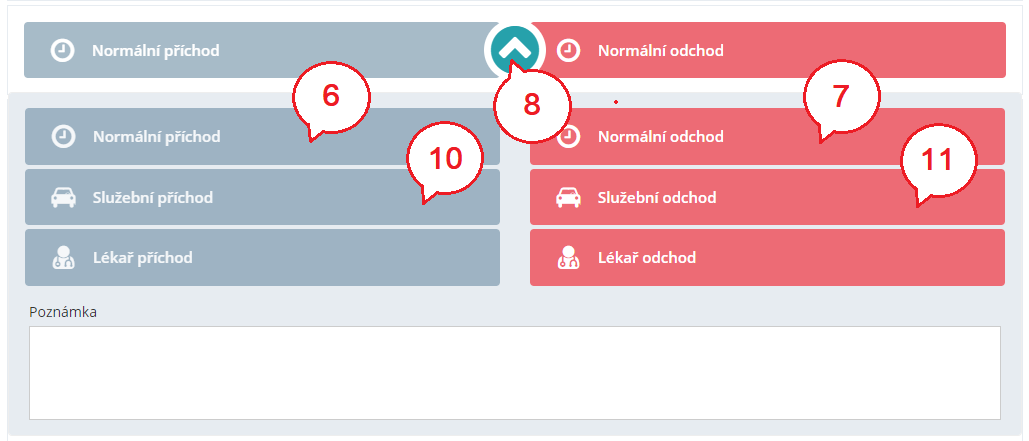 Normální příchod
Normální odchod
6
8
7
Normální příchod
Normální odchod
10
11
Služební příchod
Služební odchod
Lékař příchod
Lékař odchod
Poznámka